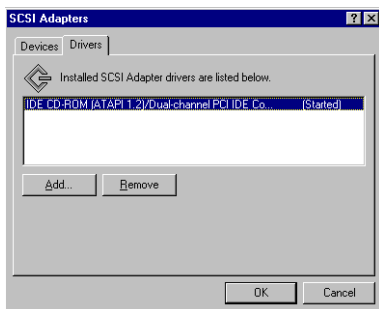 SCSI Adapters
Devices Drivers
Installed SCSI Adapter drivers are listed below.
IDE CD-ROM (ATAPI 1.2)/Dual-channel PCI IDE Co... (Started)
Add... Remove
OK Cancel